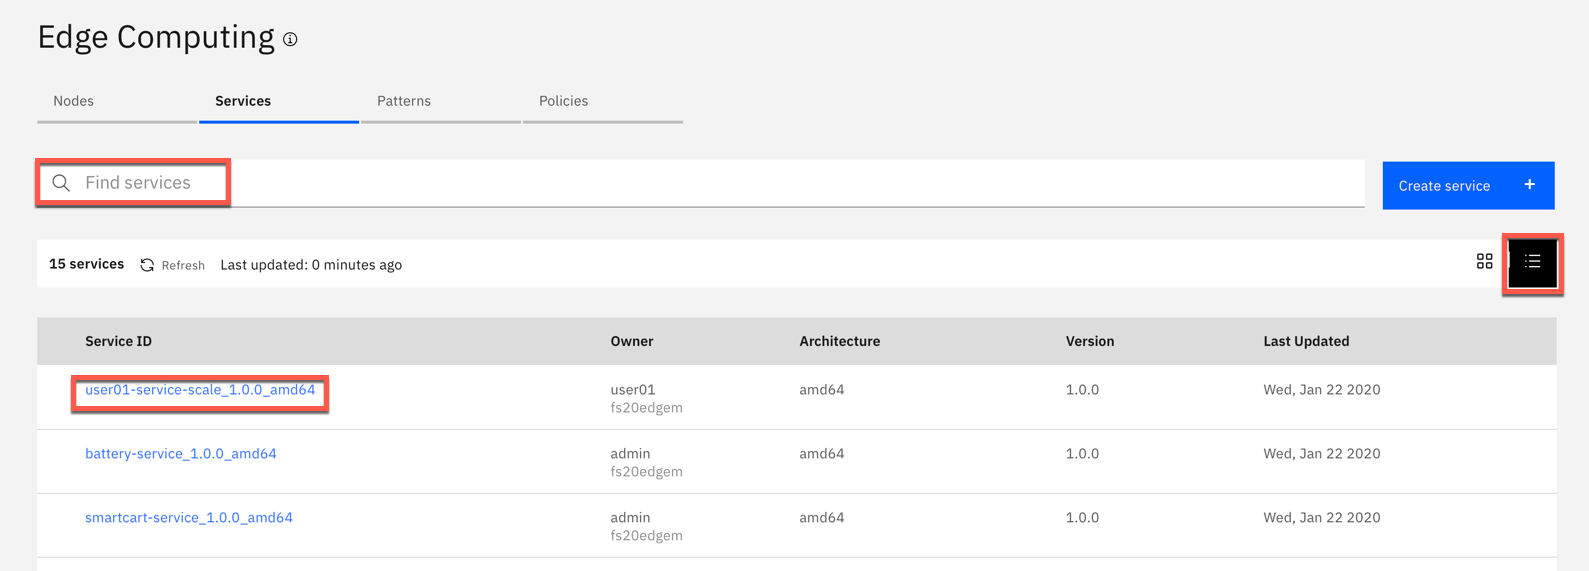 Edge Computing
Nodes Services Patterns Policies
Find services
Create service +
15 services Refresh Last updated: 0 minutes ago
Service ID Owner Architecture Version Last Updated
user01-service-scale_1.0.0_amd64 user01 amd64 1.0.0 Wed, Jan 22 2020
fs20edgem
battery-service_1.0.0_amd64 admin amd64 1.0.0 Wed, Jan 22 2020
fs20edgem
smartcart-service_1.0.0_amd64 admin amd64 1.0.0 Wed, Jan 22 2020
fs20edgem